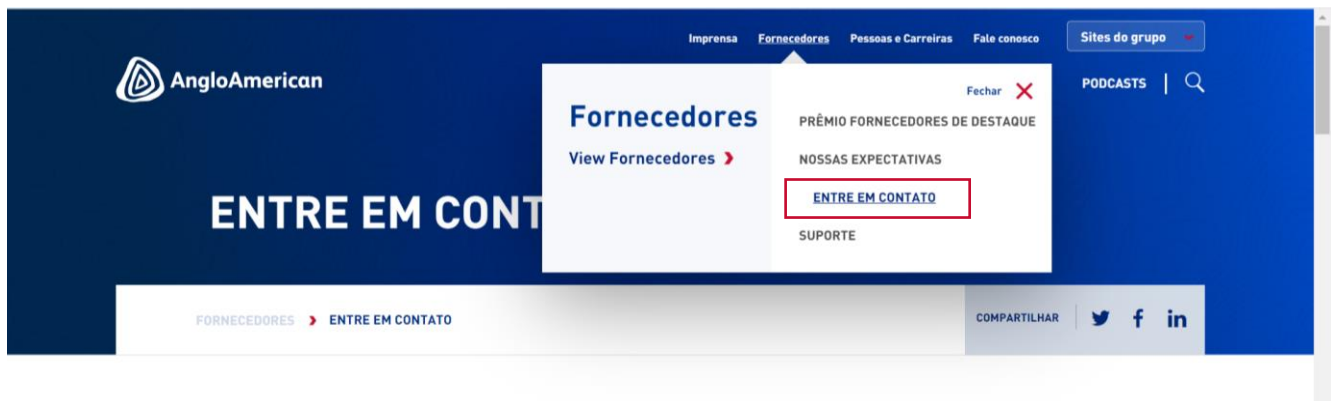 Imprensa Fornecedores Pessoas e Carreiras Fale conosco Sites do grupo
AngloAmerican
PODCASTS
Fechar
Fornecedores
View Fornecedores
PRÊMIO FORNECEDORES DE DESTAQUE
NOSSAS EXPECTATIVAS
ENTRE EM CONTATO
SUPORTE
ENTRE EM CONT
FORNECEDORES ENTRE EM CONTATO
COMPARTILHAR